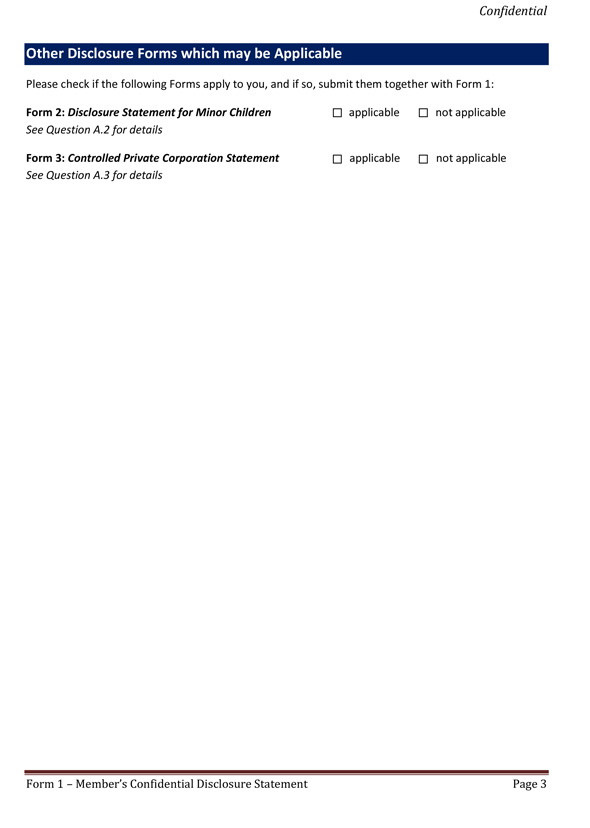 Confidential
Other Disclosure Forms which may be Applicable
Please check if the following Forms apply to you, and if so, submit them together with Form 1:
Form 2: Disclosure Statement for Minor Children ☐ applicable ☐ not applicable
See Question A.2 for details
Form 3: Controlled Private Corporation Statement ☐ applicable ☐ not applicable
See Question A.3 for details
Form 1 – Member's Confidential Disclosure Statement Page 3